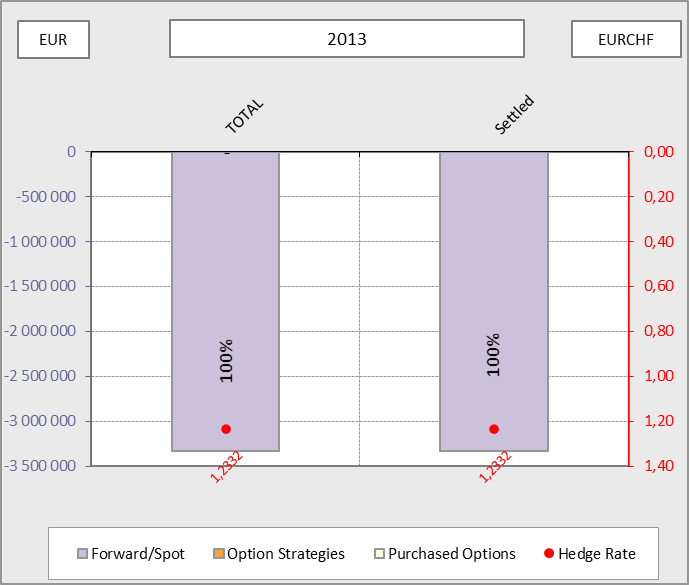 EUR 2013 EURCHF
TOTAL Settled
0 0,00
-500 000 0,20
-1 000 000 0,40
-1 500 000 0,60
-2 000 000 0,80
100% 100%
-2 500 000 1,00
-3 000 000 1,20
-3 500 000 1,40
1,2332 1,2332
Forward/Spot Option Strategies Purchased Options Hedge Rate